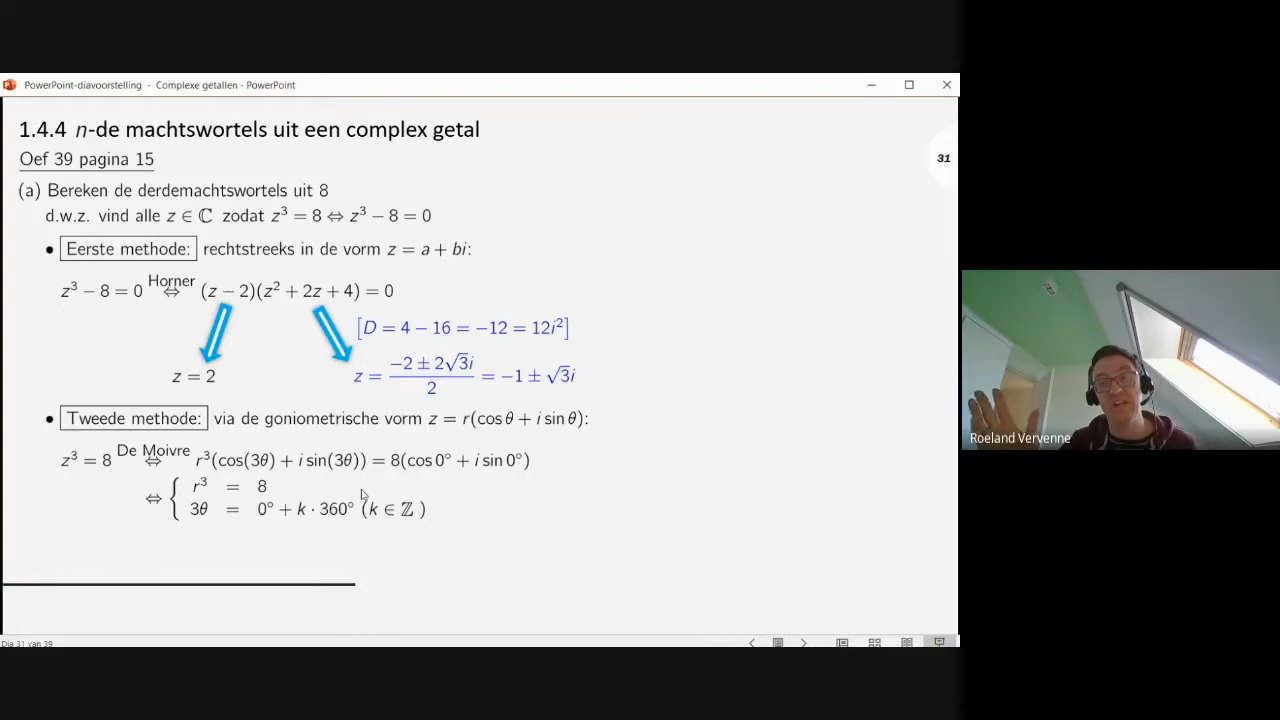 PowerPoint-diavoorstelling - Complexe getallen - PowerPoint
1.4.4 n-de machtswortels uit een complex getal
31
Oef 39 pagina 15
(a) Bereken de derdemachtswortels uit 8
d.w.z. vind alle z ∈ ℂ zodat z³ = 8 ⇔ z³ − 8 = 0
• Eerste methode: rechtstreeks in de vorm z = a + bi:
z³ − 8 = 0 Horner ⇔ (z − 2)(z² + 2z + 4) = 0
[D = 4 − 16 = −12 = 12i²]
z = 2
z = (−2 ± 2√3i)/2 = −1 ± √3i
• Tweede methode: via de goniometrische vorm z = r(cos θ + i sin θ):
z³ = 8 De Moivre ⇔ r³(cos(3θ) + i sin(3θ)) = 8(cos 0° + i sin 0°)
⇔ { r³ = 8
3θ = 0° + k · 360° (k ∈ ℤ )
Dia 31 van 39
Roeland Vervenne